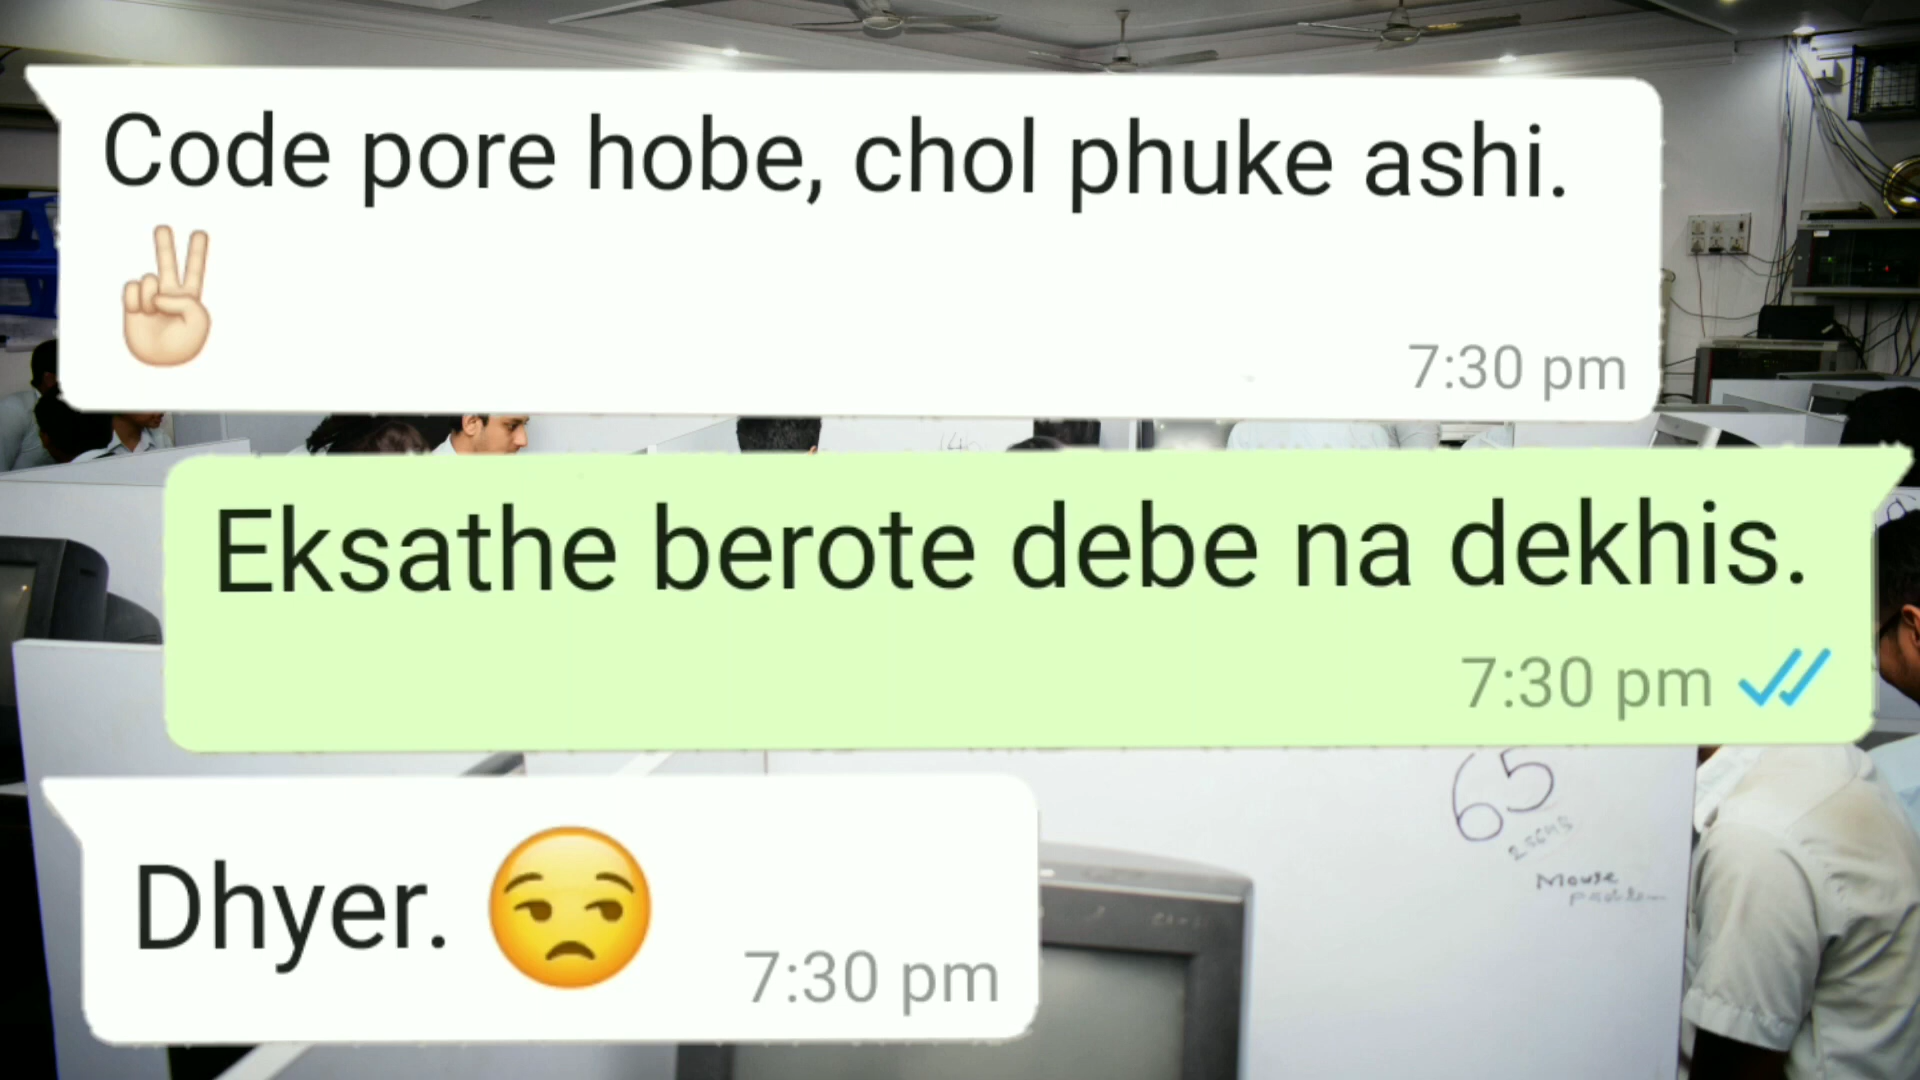 Code pore hobe, chol phuke ashi.
✌🏻
7:30 pm
Eksathe berote debe na dekhis.
7:30 pm
65
Dhyer. 😒
7:30 pm
Mouse